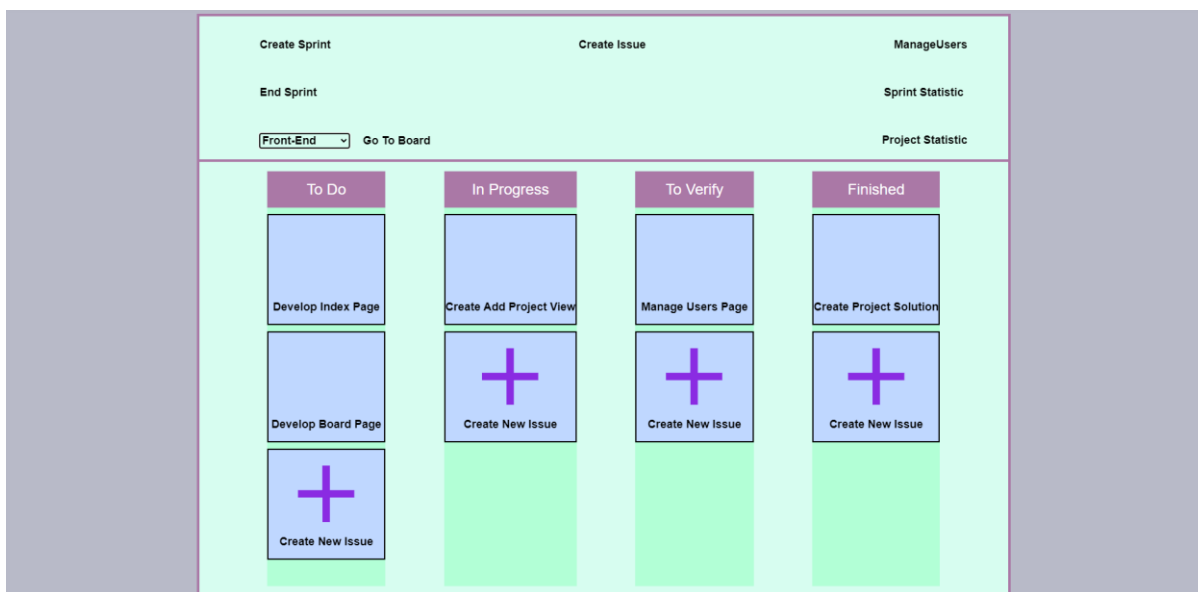 Create Sprint Create Issue ManageUsers
End Sprint Sprint Statistic
Front-End Go To Board Project Statistic
To Do In Progress To Verify Finished
Develop Index Page Create Add Project View Manage Users Page Create Project Solution
Develop Board Page Create New Issue Create New Issue Create New Issue
Create New Issue